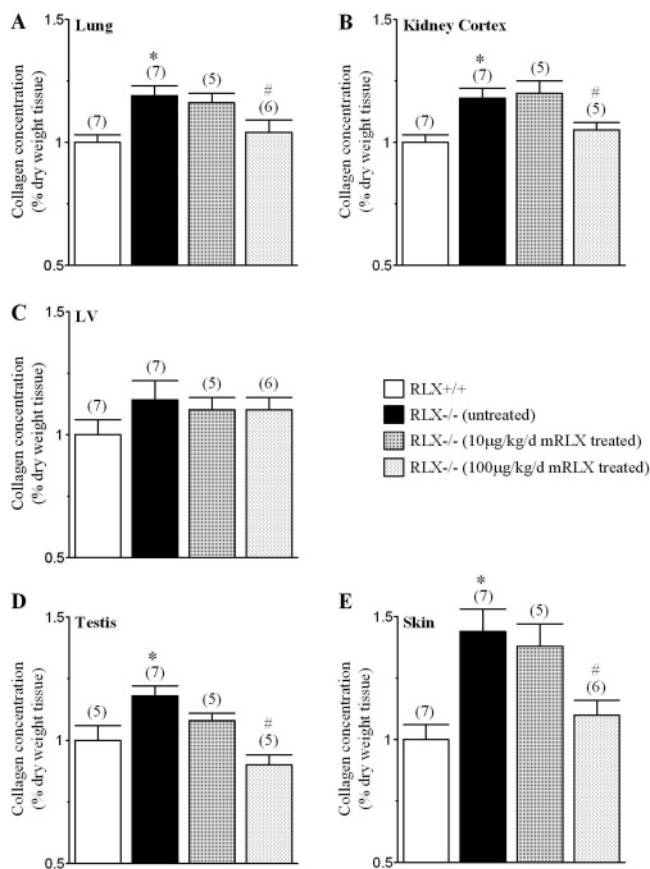 A
Lung
Collagen concentration
(% dry weight tissue)
1.5
1
0.5
(7)
*
(7)
(5)
#
(6)
B
Kidney Cortex
Collagen concentration
(% dry weight tissue)
1.5
1
0.5
(7)
*
(7)
(5)
#
(5)
C
LV
Collagen concentration
(% dry weight tissue)
1.5
1
0.5
(7)
(7)
(5)
(6)
RLX+/+
RLX-/- (untreated)
RLX-/- (10μg/kg/d mRLX treated)
RLX-/- (100μg/kg/d mRLX treated)
D
Testis
Collagen concentration
(% dry weight tissue)
1.5
1
0.5
(5)
*
(7)
(5)
#
(5)
E
Skin
Collagen concentration
(% dry weight tissue)
1.5
1
0.5
(7)
*
(7)
(5)
#
(6)